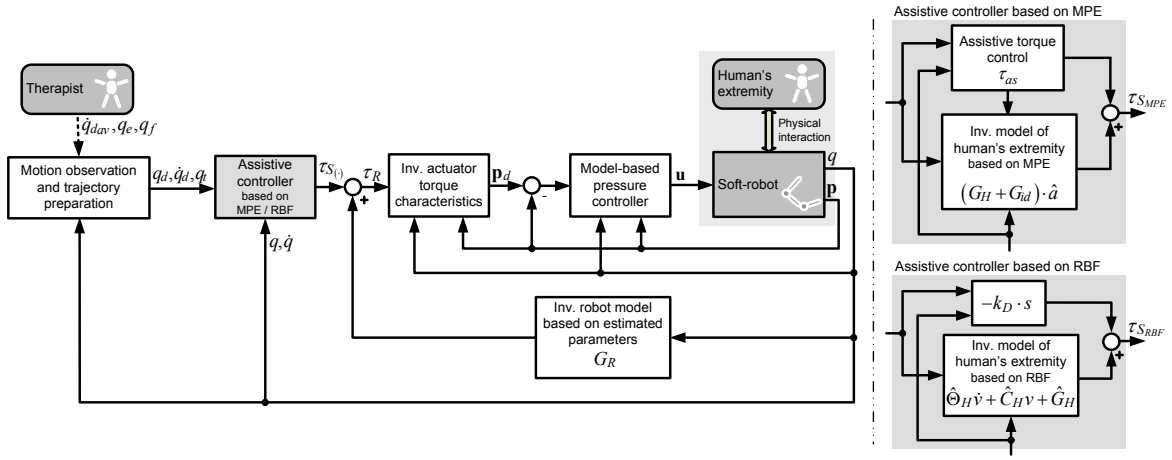 Therapist
q̇_dav, q_e, q_f
Motion observation
and trajectory
preparation
q_d, q̇_d, q_t
Assistive
controller
based on
MPE / RBF
q, q̇
τ_S(·)
+
τ_R
Inv. actuator
torque
characteristics
p_d
-
Model-based
pressure
controller
u
Human's
extremity
Physical
interaction
Soft-robot
q
p
Inv. robot model
based on estimated
parameters
G_R
Assistive controller based on MPE
Assistive torque
control
τ_as
Inv. model of
human's extremity
based on MPE
(G_H + G_id) · â
+
τ_S_MPE
Assistive controller based on RBF
−k_D · s
Inv. model of
human's extremity
based on RBF
Θ̂_H v̇ + Ĉ_H v + Ĝ_H
+
τ_S_RBF